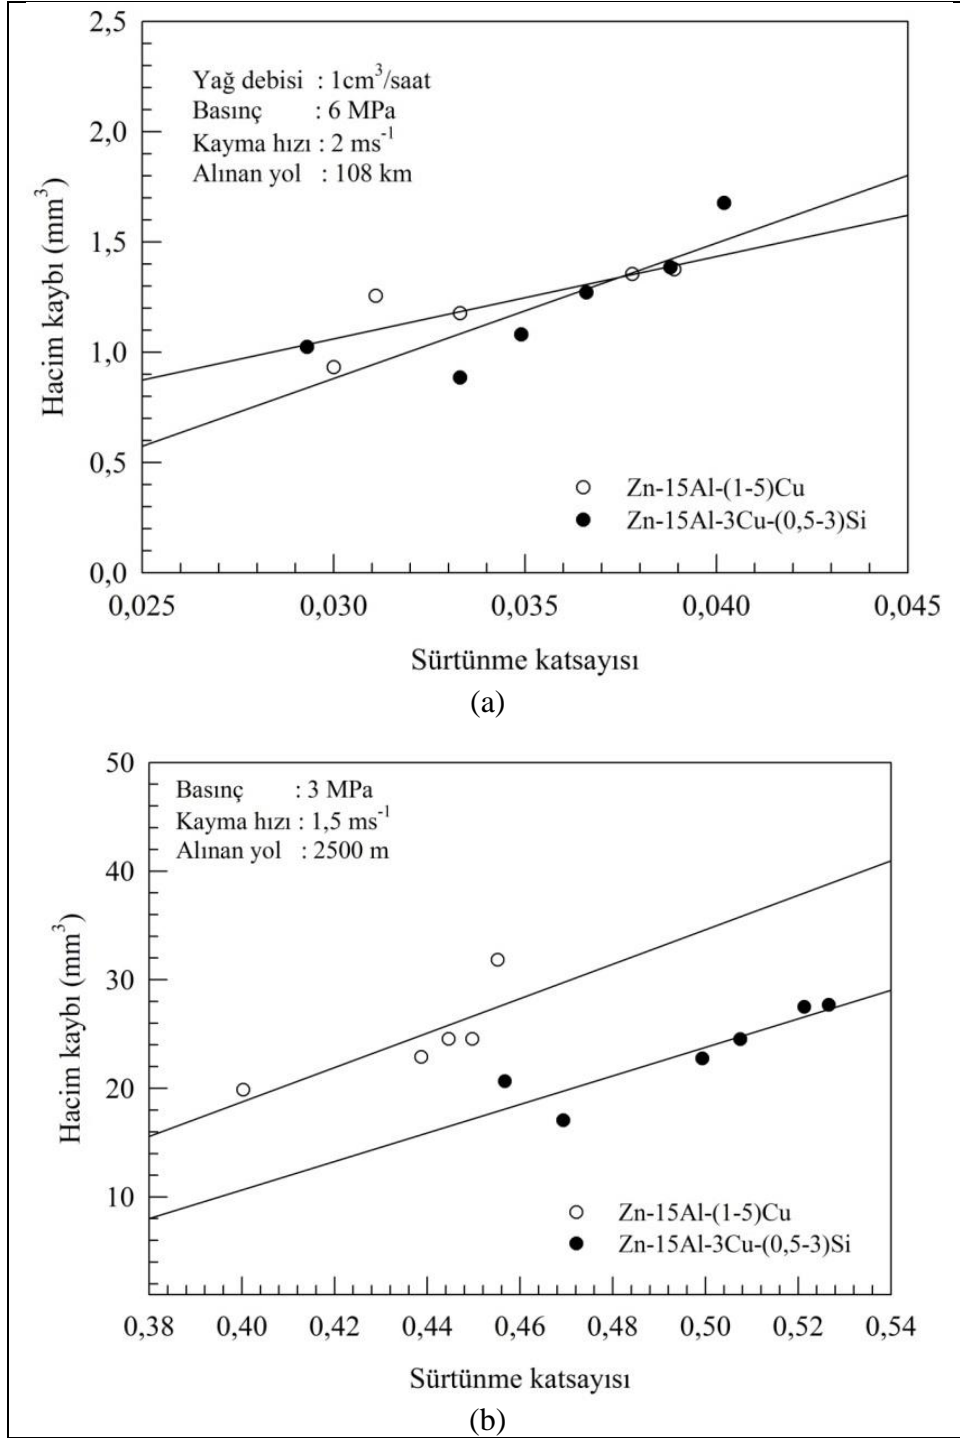 2,5
2,0
1,5
1,0
0,5
0,0
Hacim kaybı (mm³)
Yağ debisi : 1cm³/saat
Basınç : 6 MPa
Kayma hızı : 2 ms⁻¹
Alınan yol : 108 km
Zn-15Al-(1-5)Cu
Zn-15Al-3Cu-(0,5-3)Si
0,025 0,030 0,035 0,040 0,045
Sürtünme katsayısı
(a)
50
40
30
20
10
Hacim kaybı (mm³)
Basınç : 3 MPa
Kayma hızı : 1,5 ms⁻¹
Alınan yol : 2500 m
Zn-15Al-(1-5)Cu
Zn-15Al-3Cu-(0,5-3)Si
0,38 0,40 0,42 0,44 0,46 0,48 0,50 0,52 0,54
Sürtünme katsayısı
(b)